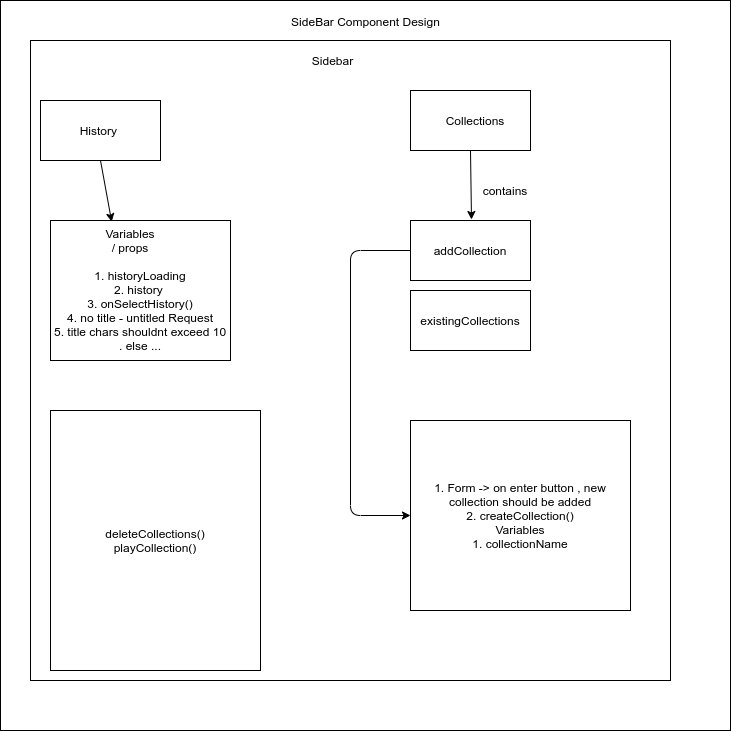 SideBar Component Design
Sidebar
History
Collections
contains
Variables
/ props
1. historyLoading
2. history
3. onSelectHistory()
4. no title - untitled Request
5. title chars shouldnt exceed 10
. else ...
addCollection
existingCollections
deleteCollections()
playCollection()
1. Form -> on enter button , new
collection should be added
2. createCollection()
Variables
1. collectionName